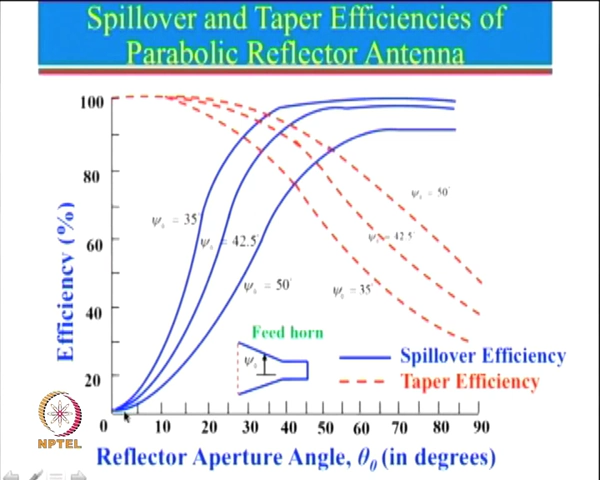 Spillover and Taper Efficiencies of
Parabolic Reflector Antenna
100
80
60
40
20
Efficiency (%)
ψ₀ = 35°
ψ₀ = 42.5°
ψ₀ = 50°
ψ₀ = 50°
ψ₀ = 42.5°
ψ₀ = 35°
Feed horn
ψ₀
Spillover Efficiency
Taper Efficiency
NPTEL
0 10 20 30 40 50 60 70 80 90
Reflector Aperture Angle, θ₀ (in degrees)